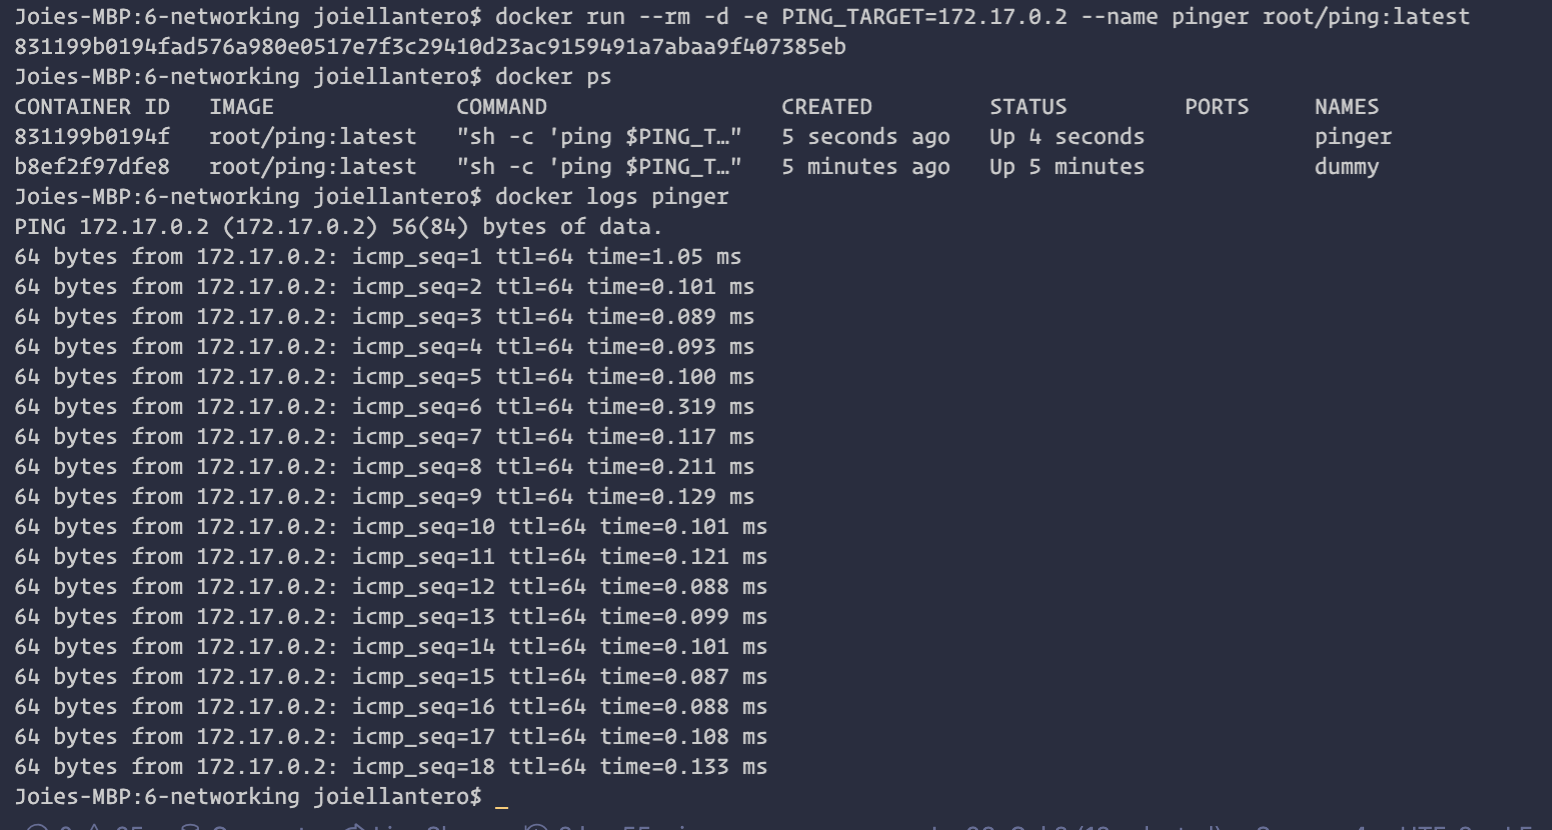 Joies-MBP:6-networking joiellantero$ docker run --rm -d -e PING_TARGET=172.17.0.2 --name pinger root/ping:latest
831199b0194fad576a980e0517e7f3c29410d23ac9159491a7abaa9f407385eb
Joies-MBP:6-networking joiellantero$ docker ps
CONTAINER ID   IMAGE              COMMAND                  CREATED         STATUS         PORTS     NAMES
831199b0194f   root/ping:latest   "sh -c 'ping $PING_T…"   5 seconds ago   Up 4 seconds             pinger
b8ef2f97dfe8   root/ping:latest   "sh -c 'ping $PING_T…"   5 minutes ago   Up 5 minutes             dummy
Joies-MBP:6-networking joiellantero$ docker logs pinger
PING 172.17.0.2 (172.17.0.2) 56(84) bytes of data.
64 bytes from 172.17.0.2: icmp_seq=1 ttl=64 time=1.05 ms
64 bytes from 172.17.0.2: icmp_seq=2 ttl=64 time=0.101 ms
64 bytes from 172.17.0.2: icmp_seq=3 ttl=64 time=0.089 ms
64 bytes from 172.17.0.2: icmp_seq=4 ttl=64 time=0.093 ms
64 bytes from 172.17.0.2: icmp_seq=5 ttl=64 time=0.100 ms
64 bytes from 172.17.0.2: icmp_seq=6 ttl=64 time=0.319 ms
64 bytes from 172.17.0.2: icmp_seq=7 ttl=64 time=0.117 ms
64 bytes from 172.17.0.2: icmp_seq=8 ttl=64 time=0.211 ms
64 bytes from 172.17.0.2: icmp_seq=9 ttl=64 time=0.129 ms
64 bytes from 172.17.0.2: icmp_seq=10 ttl=64 time=0.101 ms
64 bytes from 172.17.0.2: icmp_seq=11 ttl=64 time=0.121 ms
64 bytes from 172.17.0.2: icmp_seq=12 ttl=64 time=0.088 ms
64 bytes from 172.17.0.2: icmp_seq=13 ttl=64 time=0.099 ms
64 bytes from 172.17.0.2: icmp_seq=14 ttl=64 time=0.101 ms
64 bytes from 172.17.0.2: icmp_seq=15 ttl=64 time=0.087 ms
64 bytes from 172.17.0.2: icmp_seq=16 ttl=64 time=0.088 ms
64 bytes from 172.17.0.2: icmp_seq=17 ttl=64 time=0.108 ms
64 bytes from 172.17.0.2: icmp_seq=18 ttl=64 time=0.133 ms
Joies-MBP:6-networking joiellantero$ _